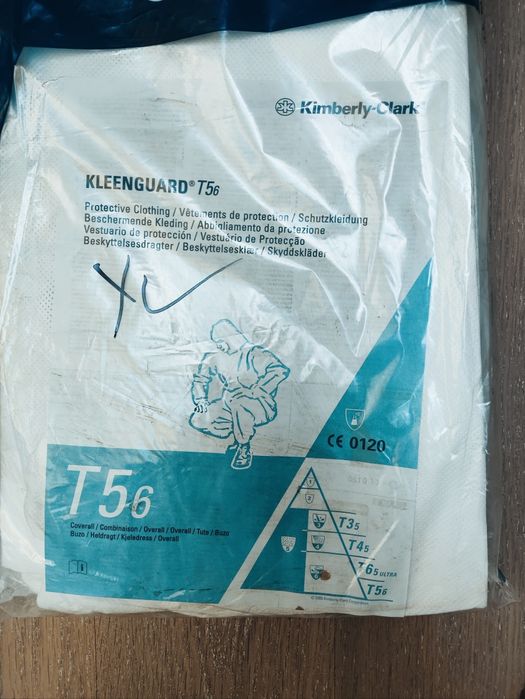 Kimberly-Clark
KLEENGUARD® T56
Protective Clothing / Vêtements de protection / Schutzkleidung
Beschermende Kleding / Abbigliamento da protezione
Vestuario de protección / Vestuário de Protecção
Beskyttelsesdragter / Beskyttelsesklær / Skyddskläder
XL
CE 0120
T56
Coverall / Combinaison / Overall / Overall / Tuta / Buzo
Buzo / Heldragt / Kjeledress / Overall
1
2
T35
T45
T65 ULTRA
T56